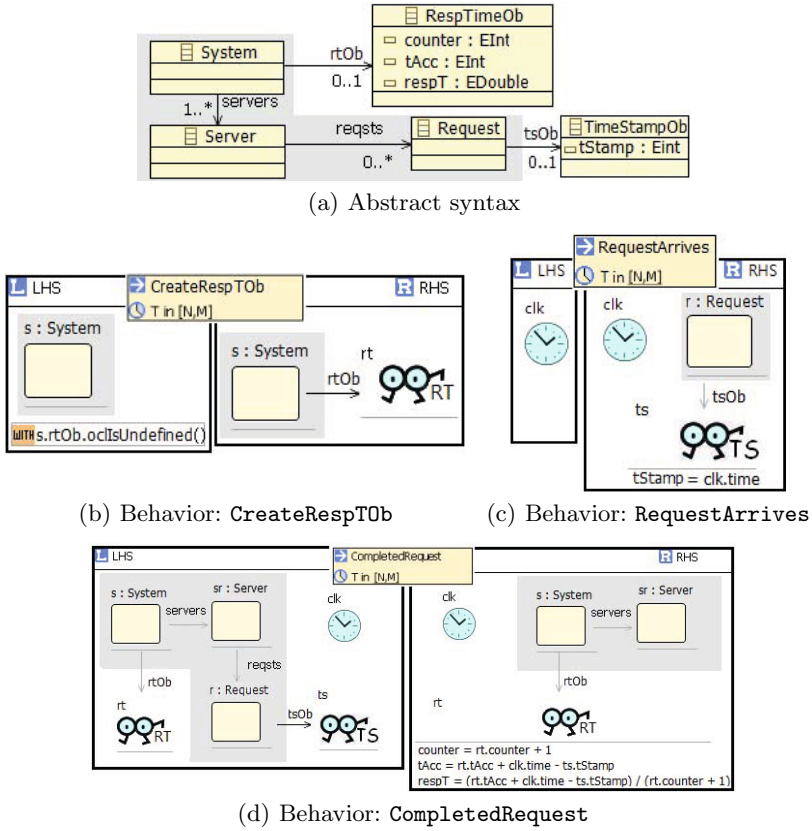 System
rtOb
0..1
RespTimeOb
counter : EInt
tAcc : EInt
respT : EDouble
1..*
servers
Server
reqsts
0..*
Request
tsOb
0..1
TimeStampOb
tStamp : Eint
(a) Abstract syntax
L LHS
CreateRespTOb
T in [N,M]
R RHS
s : System
WITH s.rtOb.oclIsUndefined()
s : System
rtOb
rt
RT
(b) Behavior: CreateRespTOb
L LHS
RequestArrives
T in [N,M]
R RHS
clk
clk
r : Request
tsOb
ts
TS
tStamp = clk.time
(c) Behavior: RequestArrives
L LHS
CompletedRequest
T in [N,M]
R RHS
s : System
servers
sr : Server
clk
rtOb
reqsts
rt
RT
r : Request
tsOb
ts
TS
clk
s : System
servers
sr : Server
rtOb
rt
RT
counter = rt.counter + 1
tAcc = rt.tAcc + clk.time - ts.tStamp
respT = (rt.tAcc + clk.time - ts.tStamp) / (rt.counter + 1)
(d) Behavior: CompletedRequest